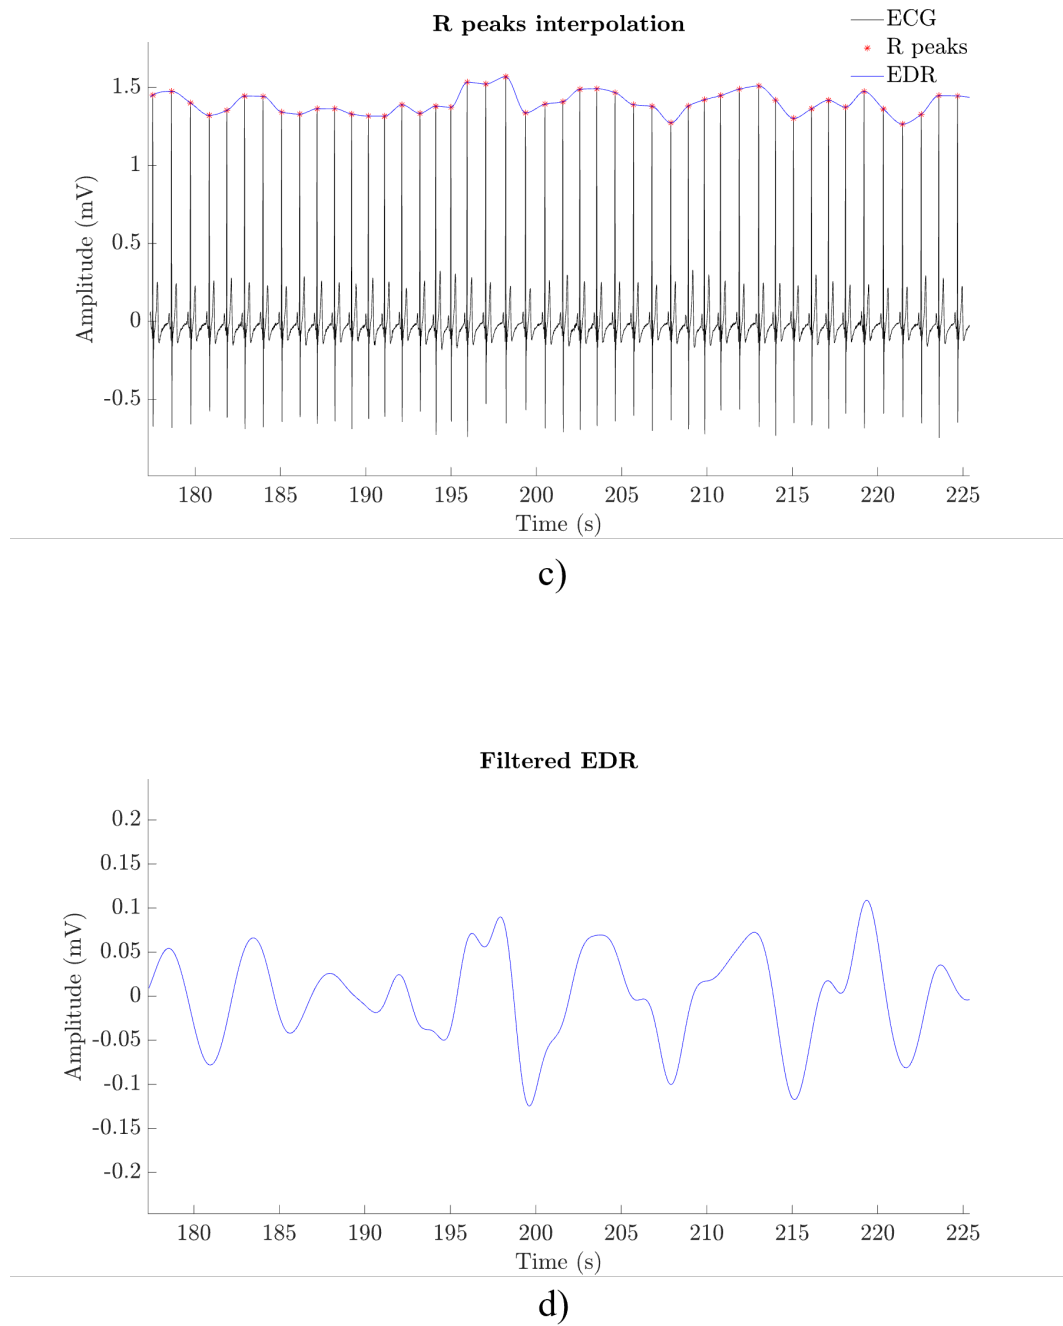 R peaks interpolation
ECG
R peaks
EDR
1.5
1
0.5
0
-0.5
Amplitude (mV)
180 185 190 195 200 205 210 215 220 225
Time (s)
c)
Filtered EDR
0.2
0.15
0.1
0.05
0
-0.05
-0.1
-0.15
-0.2
Amplitude (mV)
180 185 190 195 200 205 210 215 220 225
Time (s)
d)